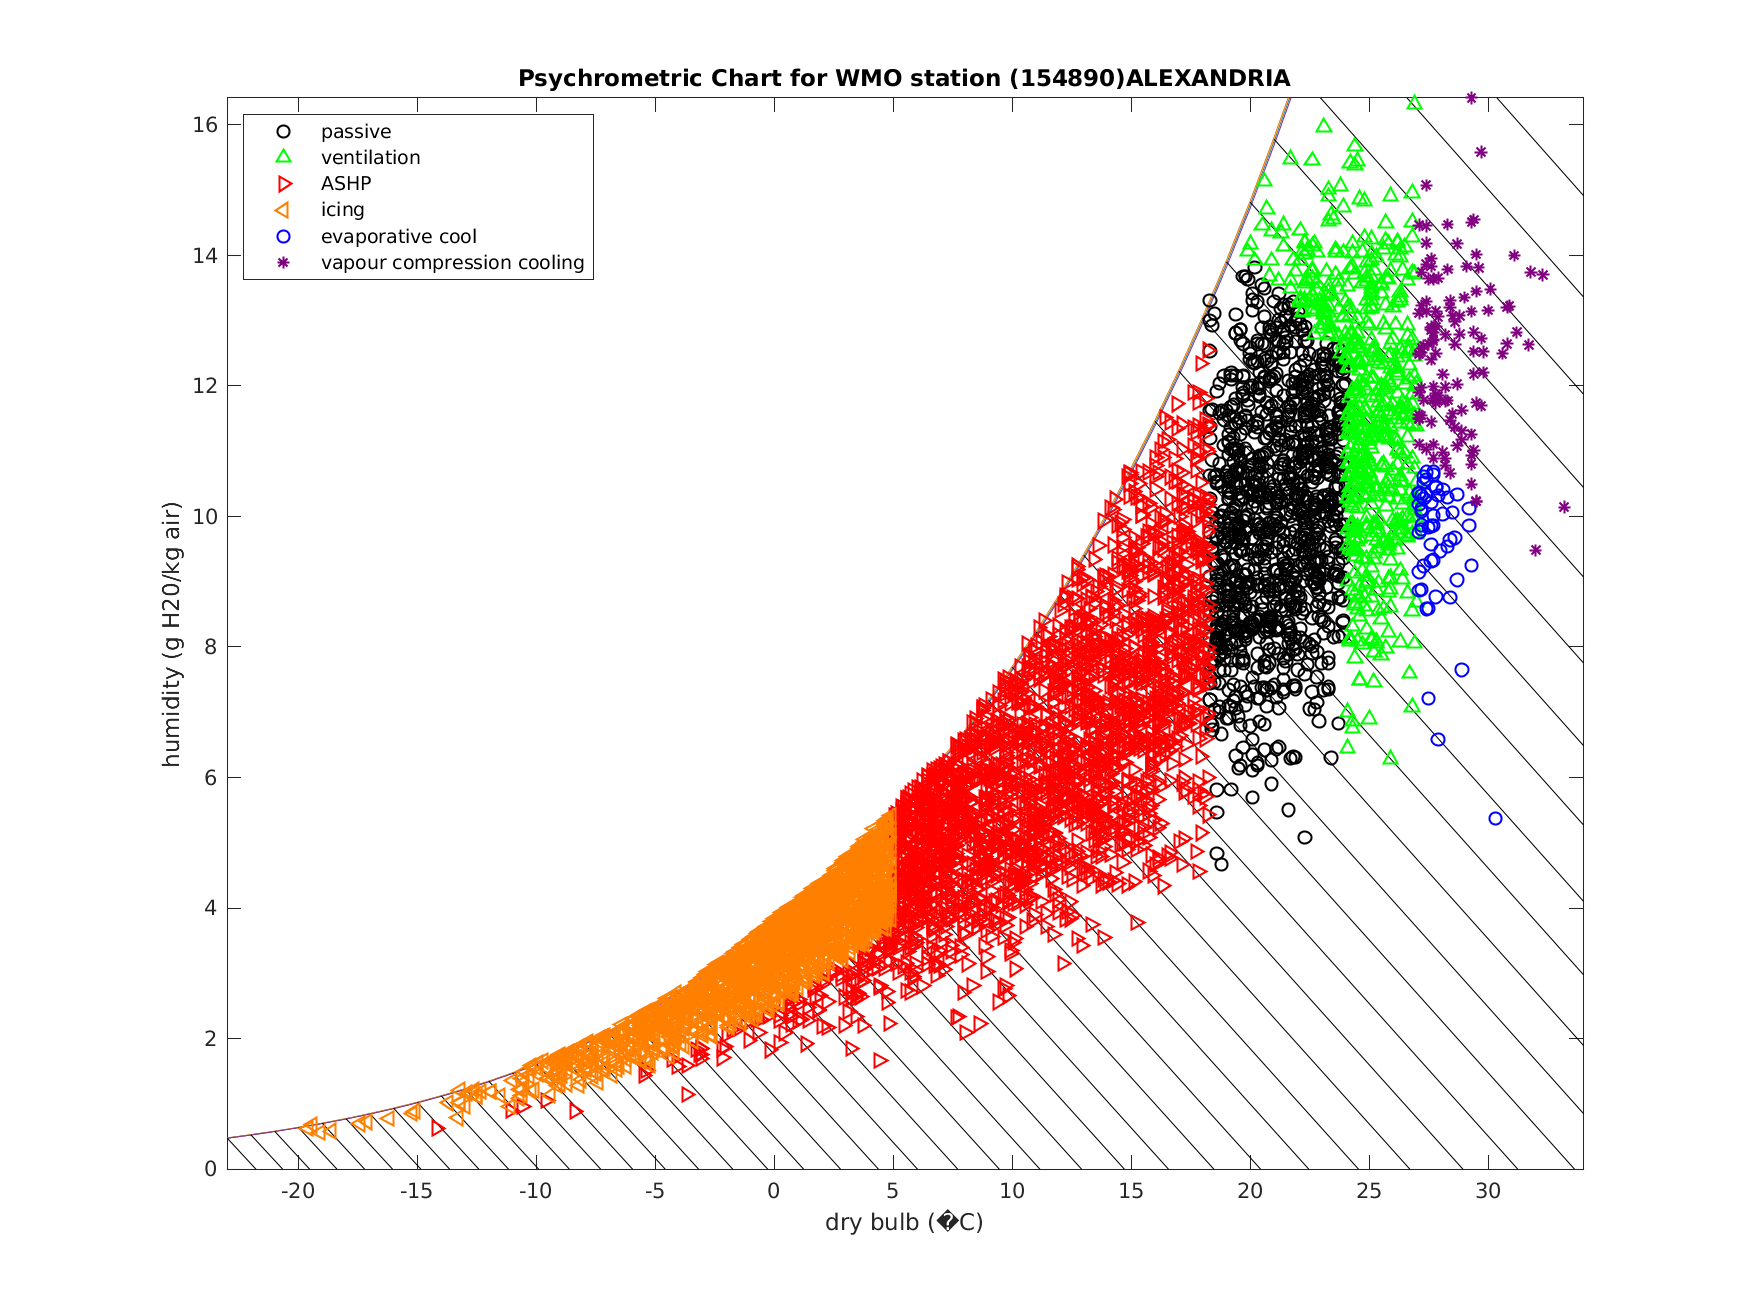 Psychrometric Chart for WMO station (154890)ALEXANDRIA
passive
ventilation
ASHP
icing
evaporative cool
vapour compression cooling
16
14
12
10
8
6
4
2
0
humidity (g H20/kg air)
-20 -15 -10 -5 0 5 10 15 20 25 30
dry bulb (�C)